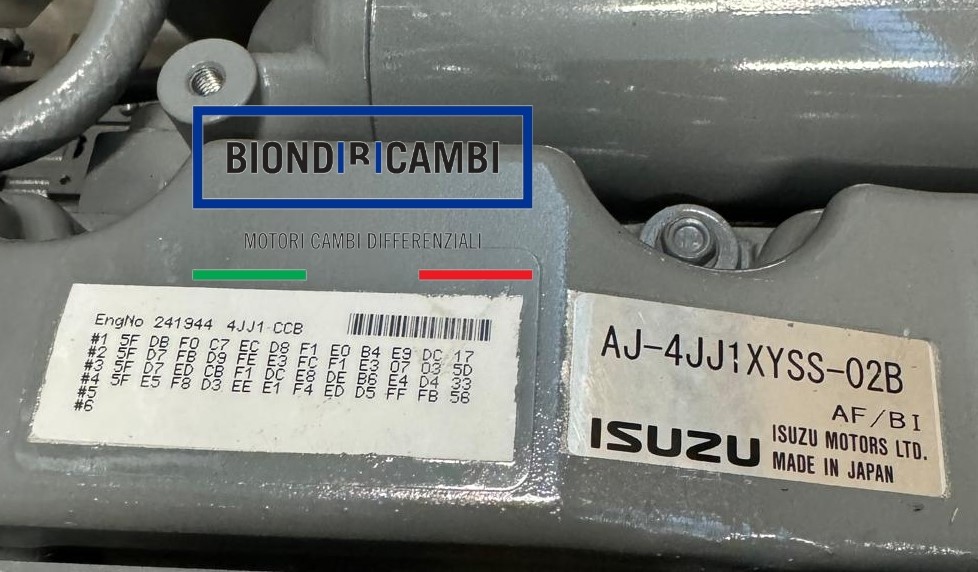 BIONDIRICAMBI
MOTORI CAMBI DIFFERENZIALI
EngNo 241944 4JJ1 CCB
#1 5F DB F0 C7 EC D8 F1 E0 B4 E9 DC 17
#2 5F D7 FB D9 FE E3 FC F1 E3 07 03 5D
#3 5F D7 ED CB F1 DC E8 DE B6 E4 D4 33
#4 5F E5 F8 D3 EE E1 F4 ED D5 FF FB 56
#5
#6
AJ-4JJ1XYSS-02B
AF/BI
ISUZU
ISUZU MOTORS LTD.
MADE IN JAPAN